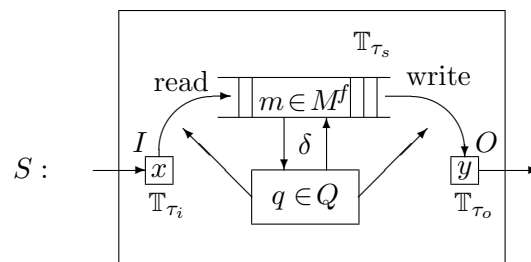 𝕋_{τ_s}
read
write
m ∈ M^f
I
δ
O
S :
x
q ∈ Q
y
𝕋_{τ_i}
𝕋_{τ_o}